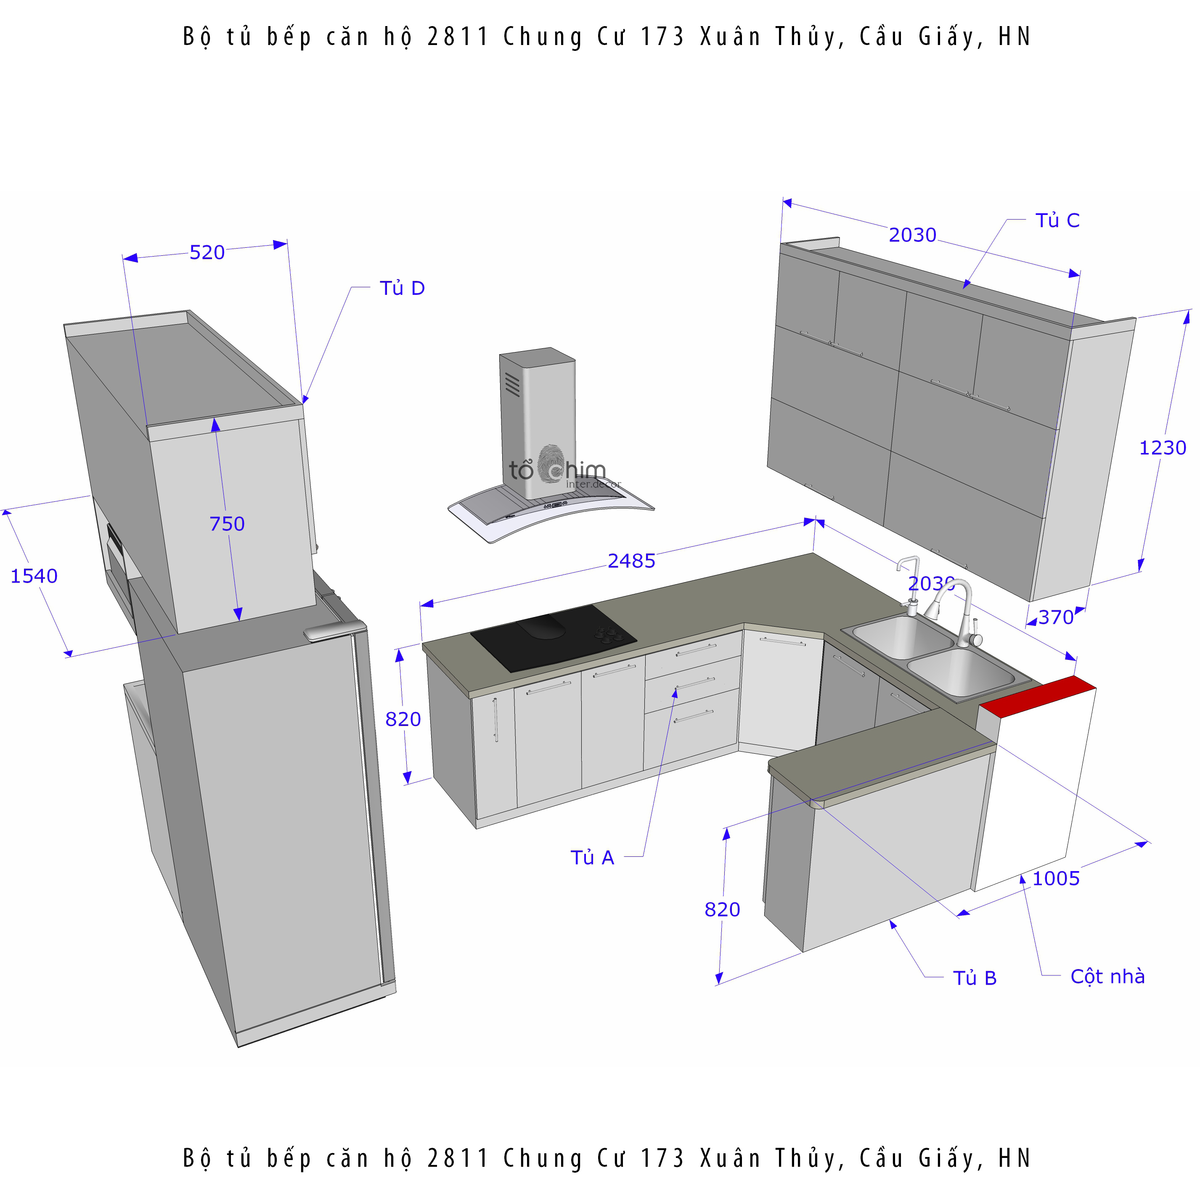 Bộ tủ bếp căn hộ 2811 Chung Cư 173 Xuân Thủy, Cầu Giấy, HN
2030
Tủ C
520
Tủ D
1230
tổ chim
inter.decor
750
2485
1540
2030
370
820
Tủ A
1005
820
Tủ B
Cột nhà
Bộ tủ bếp căn hộ 2811 Chung Cư 173 Xuân Thủy, Cầu Giấy, HN